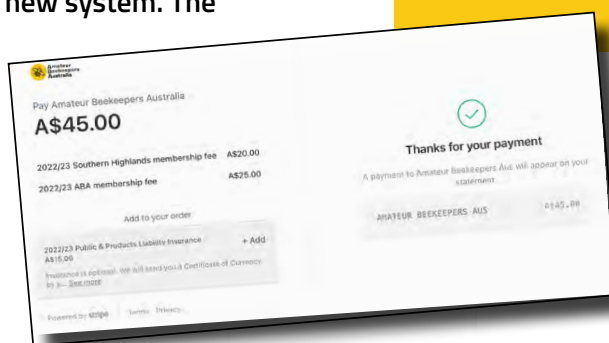 new system. The
Amateur
Beekeepers
Australia
Pay Amateur Beekeepers Australia
A$45.00
2022/23 Southern Highlands membership fee A$20.00
2022/23 ABA membership fee A$25.00
Add to your order
2022/23 Public & Products Liability Insurance + Add
A$15.00
Insurance is optional. We will send you a Certificate of Currency
by See more
Powered by stripe Terms Privacy
Thanks for your payment
A payment to Amateur Beekeepers Aus will appear on your
statement.
AMATEUR BEEKEEPERS AUS A$45.00